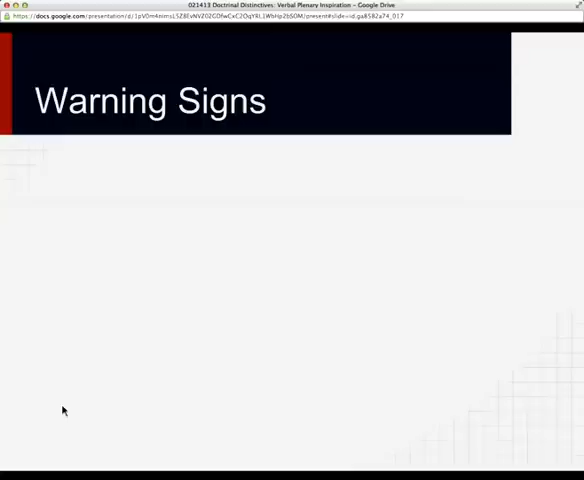 021413 Doctrinal Distinctives: Verbal Plenary Inspiration – Google Drive
Warning Signs